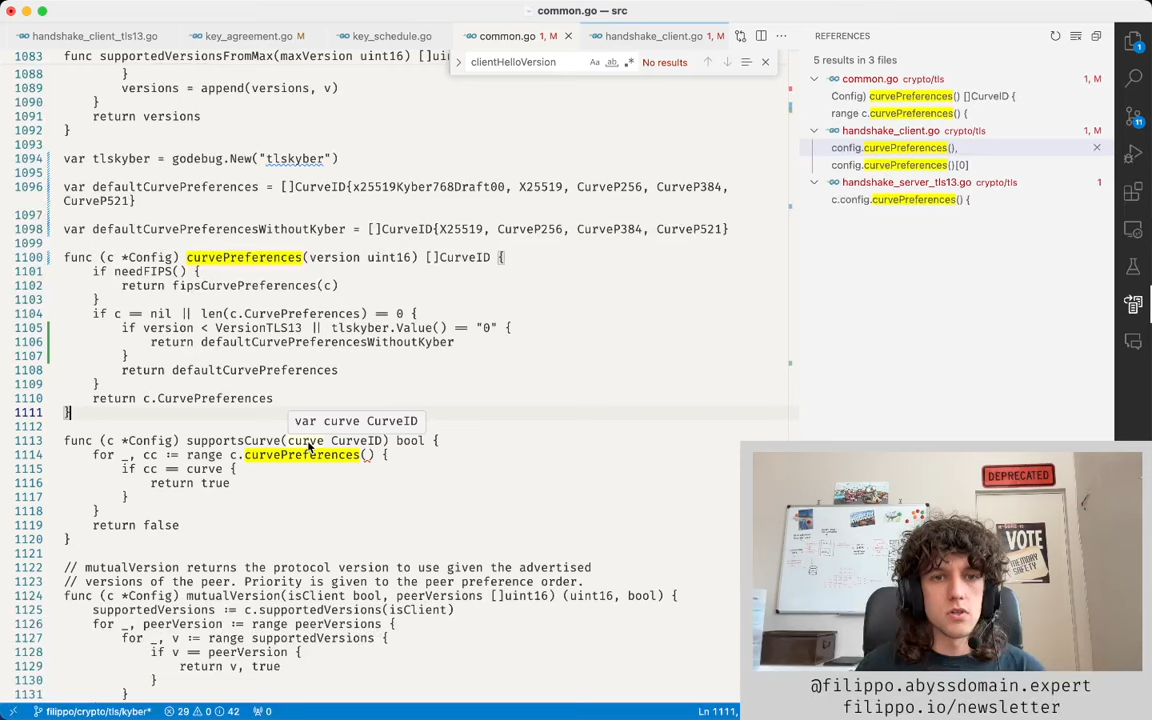 common.go — src
handshake_client_tls13.go
key_agreement.go M
key_schedule.go
common.go 1, M
handshake_client.go 1, M
clientHelloVersion
Aa
ab
No results
REFERENCES
5 results in 3 files
common.go crypto/tls 1, M
Config) curvePreferences() []CurveID {
range c.curvePreferences() {
handshake_client.go crypto/tls 1, M
config.curvePreferences(),
config.curvePreferences()[0]
handshake_server_tls13.go crypto/tls 1
c.config.curvePreferences() {
1
11
1083 func supportedVersionsFromMax(maxVersion uint16) []u
1088 }
1089 versions = append(versions, v)
1090 }
1091 return versions
1092 }
1093
1094 var tlskyber = godebug.New("tlskyber")
1095
1096 var defaultCurvePreferences = []CurveID{x25519Kyber768Draft00, X25519, CurveP256, CurveP384,
CurveP521}
1097
1098 var defaultCurvePreferencesWithoutKyber = []CurveID{X25519, CurveP256, CurveP384, CurveP521}
1099
1100 func (c *Config) curvePreferences(version uint16) []CurveID {
1101 if needFIPS() {
1102 return fipsCurvePreferences(c)
1103 }
1104 if c == nil || len(c.CurvePreferences) == 0 {
1105 if version < VersionTLS13 || tlskyber.Value() == "0" {
1106 return defaultCurvePreferencesWithoutKyber
1107 }
1108 return defaultCurvePreferences
1109 }
1110 return c.CurvePreferences
1111 }
var curve CurveID
1112
1113 func (c *Config) supportsCurve(curve CurveID) bool {
1114 for _, cc := range c.curvePreferences() {
1115 if cc == curve {
1116 return true
1117 }
1118 }
1119 return false
1120 }
1121
1122 // mutualVersion returns the protocol version to use given the advertised
1123 // versions of the peer. Priority is given to the peer preference order.
1124 func (c *Config) mutualVersion(isClient bool, peerVersions []uint16) (uint16, bool) {
1125 supportedVersions := c.supportedVersions(isClient)
1126 for _, peerVersion := range peerVersions {
1127 for _, v := range supportedVersions {
1128 if v == peerVersion {
1129 return v, true
1130 }
1131 }
DEPRECATED
VOTE
MEMORY
SAFETY
@filippo.abyssdomain.expert
filippo.io/newsletter
filippo/crypto/tls/kyber* 29 0 42 0
Ln 1111,